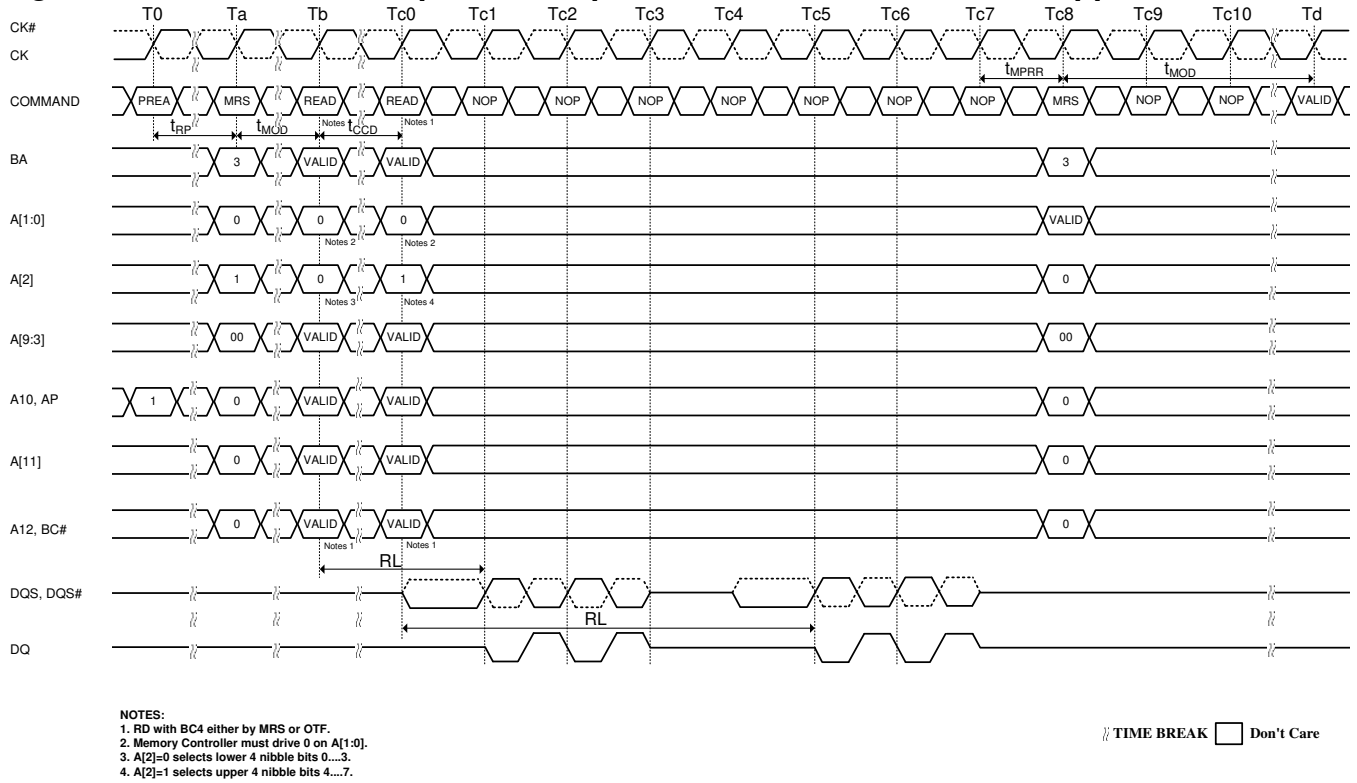 T0 Ta Tb Tc0 Tc1 Tc2 Tc3 Tc4 Tc5 Tc6 Tc7 Tc8 Tc9 Tc10 Td
CK#
CK
tMPRR tMOD
COMMAND PREA MRS READ READ NOP NOP NOP NOP NOP NOP NOP MRS NOP NOP VALID
Notes 1 Notes 1
tRP tMOD tCCD
BA 3 VALID VALID 3
A[1:0] 0 0 0 VALID
Notes 2 Notes 2
A[2] 1 0 1 0
Notes 3 Notes 4
A[9:3] 00 VALID VALID 00
A10, AP 1 0 VALID VALID 0
A[11] 0 VALID VALID 0
A12, BC# 0 VALID VALID 0
Notes 1 Notes 1
RL
DQS, DQS#
RL
DQ
NOTES:
1. RD with BC4 either by MRS or OTF.
2. Memory Controller must drive 0 on A[1:0].
3. A[2]=0 selects lower 4 nibble bits 0....3.
4. A[2]=1 selects upper 4 nibble bits 4....7.
TIME BREAK Don't Care